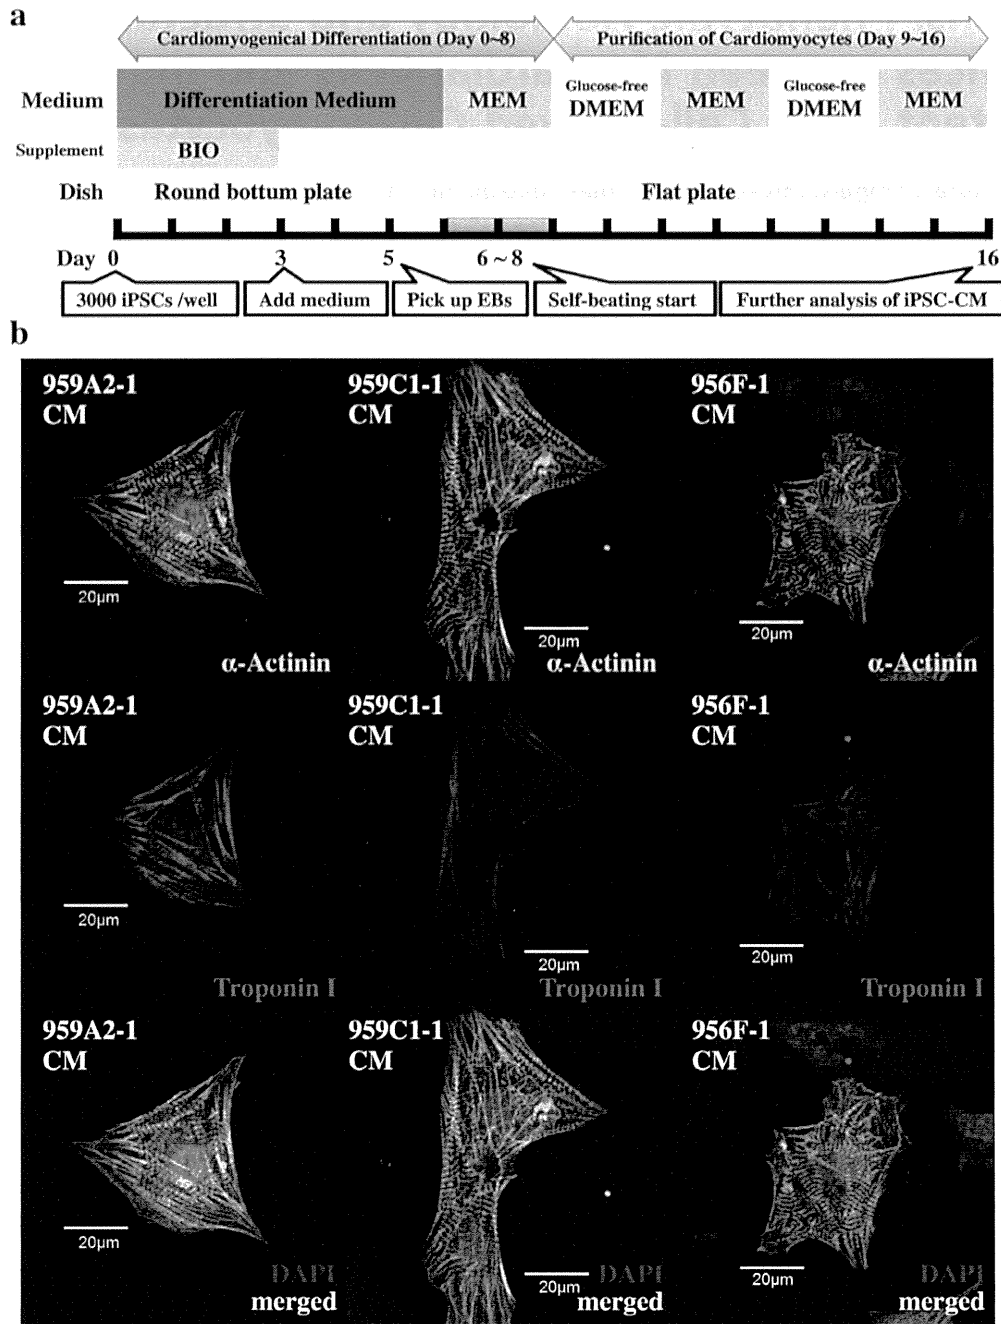 a
Cardiomyogenical Differentiation (Day 0~8)
Purification of Cardiomyocytes (Day 9~16)
Medium
Differentiation Medium
MEM
Glucose-free
DMEM
MEM
Glucose-free
DMEM
MEM
Supplement
BIO
Dish
Round bottum plate
Flat plate
Day 0 3 5 6 ~ 8 16
3000 iPSCs /well
Add medium
Pick up EBs
Self-beating start
Further analysis of iPSC-CM
b
959A2-1
CM
20μm
α-Actinin
959C1-1
CM
20μm
α-Actinin
956F-1
CM
20μm
α-Actinin
959A2-1
CM
20μm
Troponin I
959C1-1
CM
20μm
Troponin I
956F-1
CM
20μm
Troponin I
959A2-1
CM
20μm
DAPI
merged
959C1-1
CM
20μm
DAPI
merged
956F-1
CM
20μm
DAPI
merged